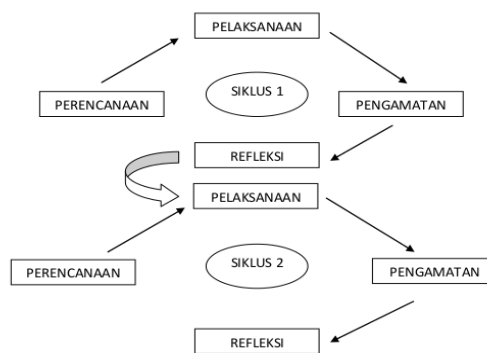 PELAKSANAAN
PERENCANAAN
SIKLUS 1
PENGAMATAN
REFLEKSI
PELAKSANAAN
PERENCANAAN
SIKLUS 2
PENGAMATAN
REFLEKSI